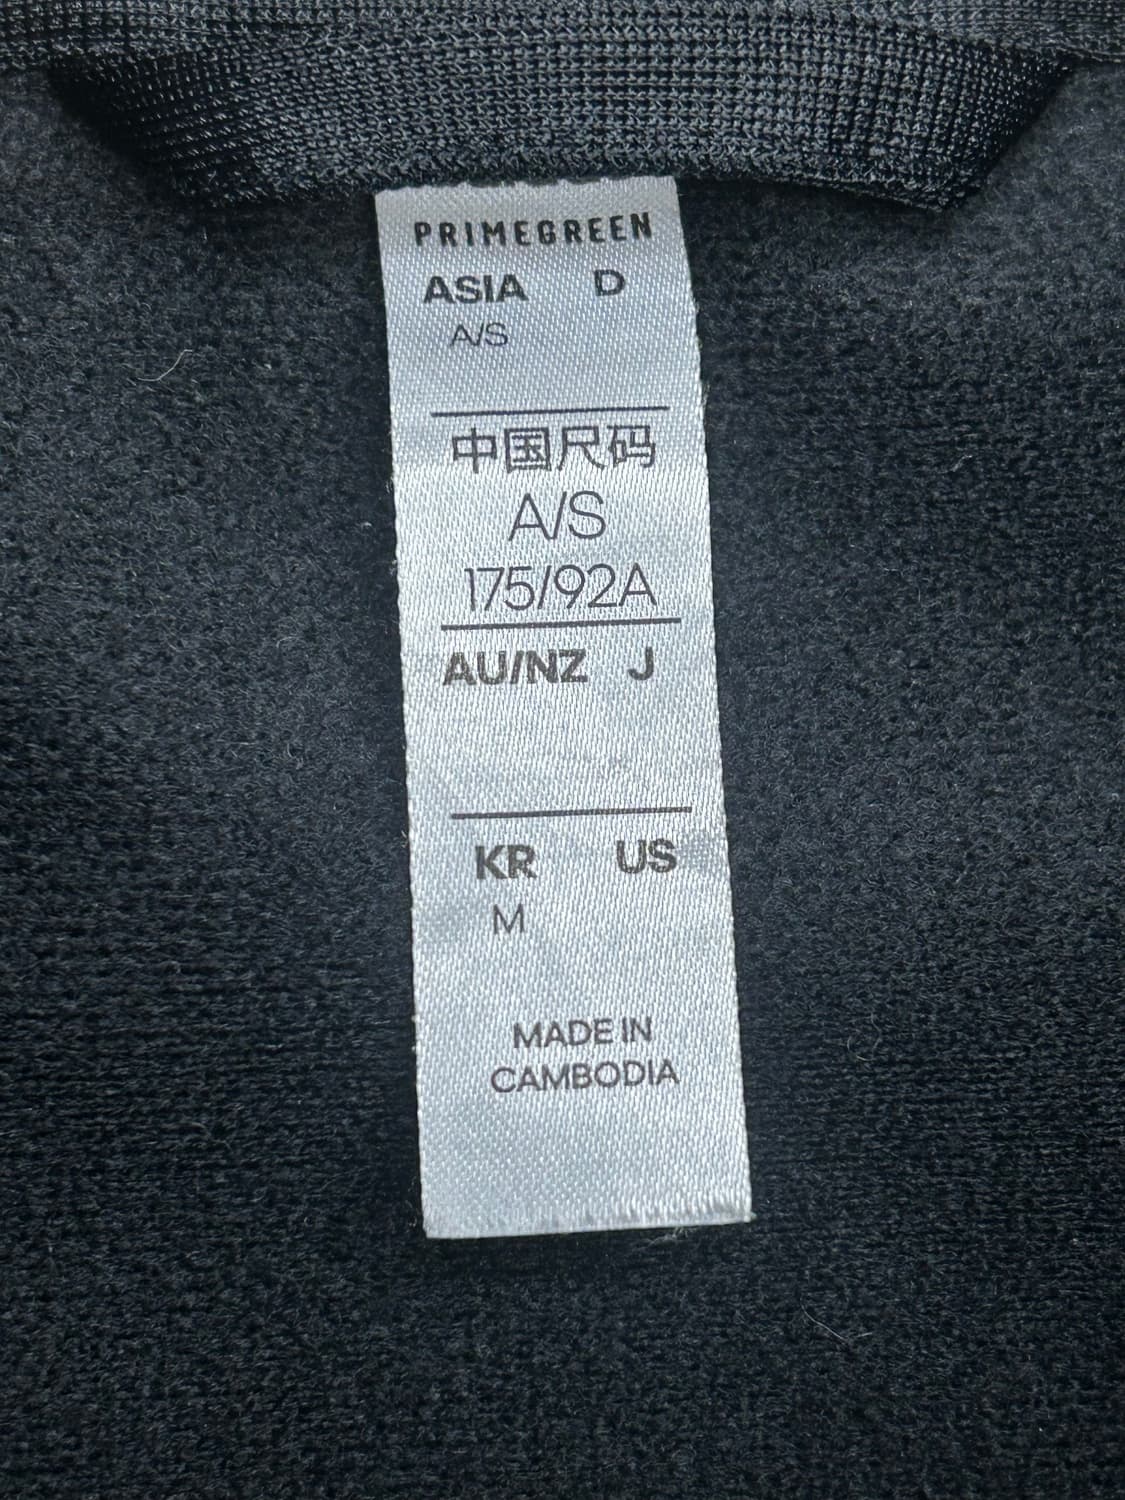 PRIMEGREEN
ASIA D
A/S
中国尺码
A/S
175/92A
AU/NZ J
KR US
M
MADE IN
CAMBODIA